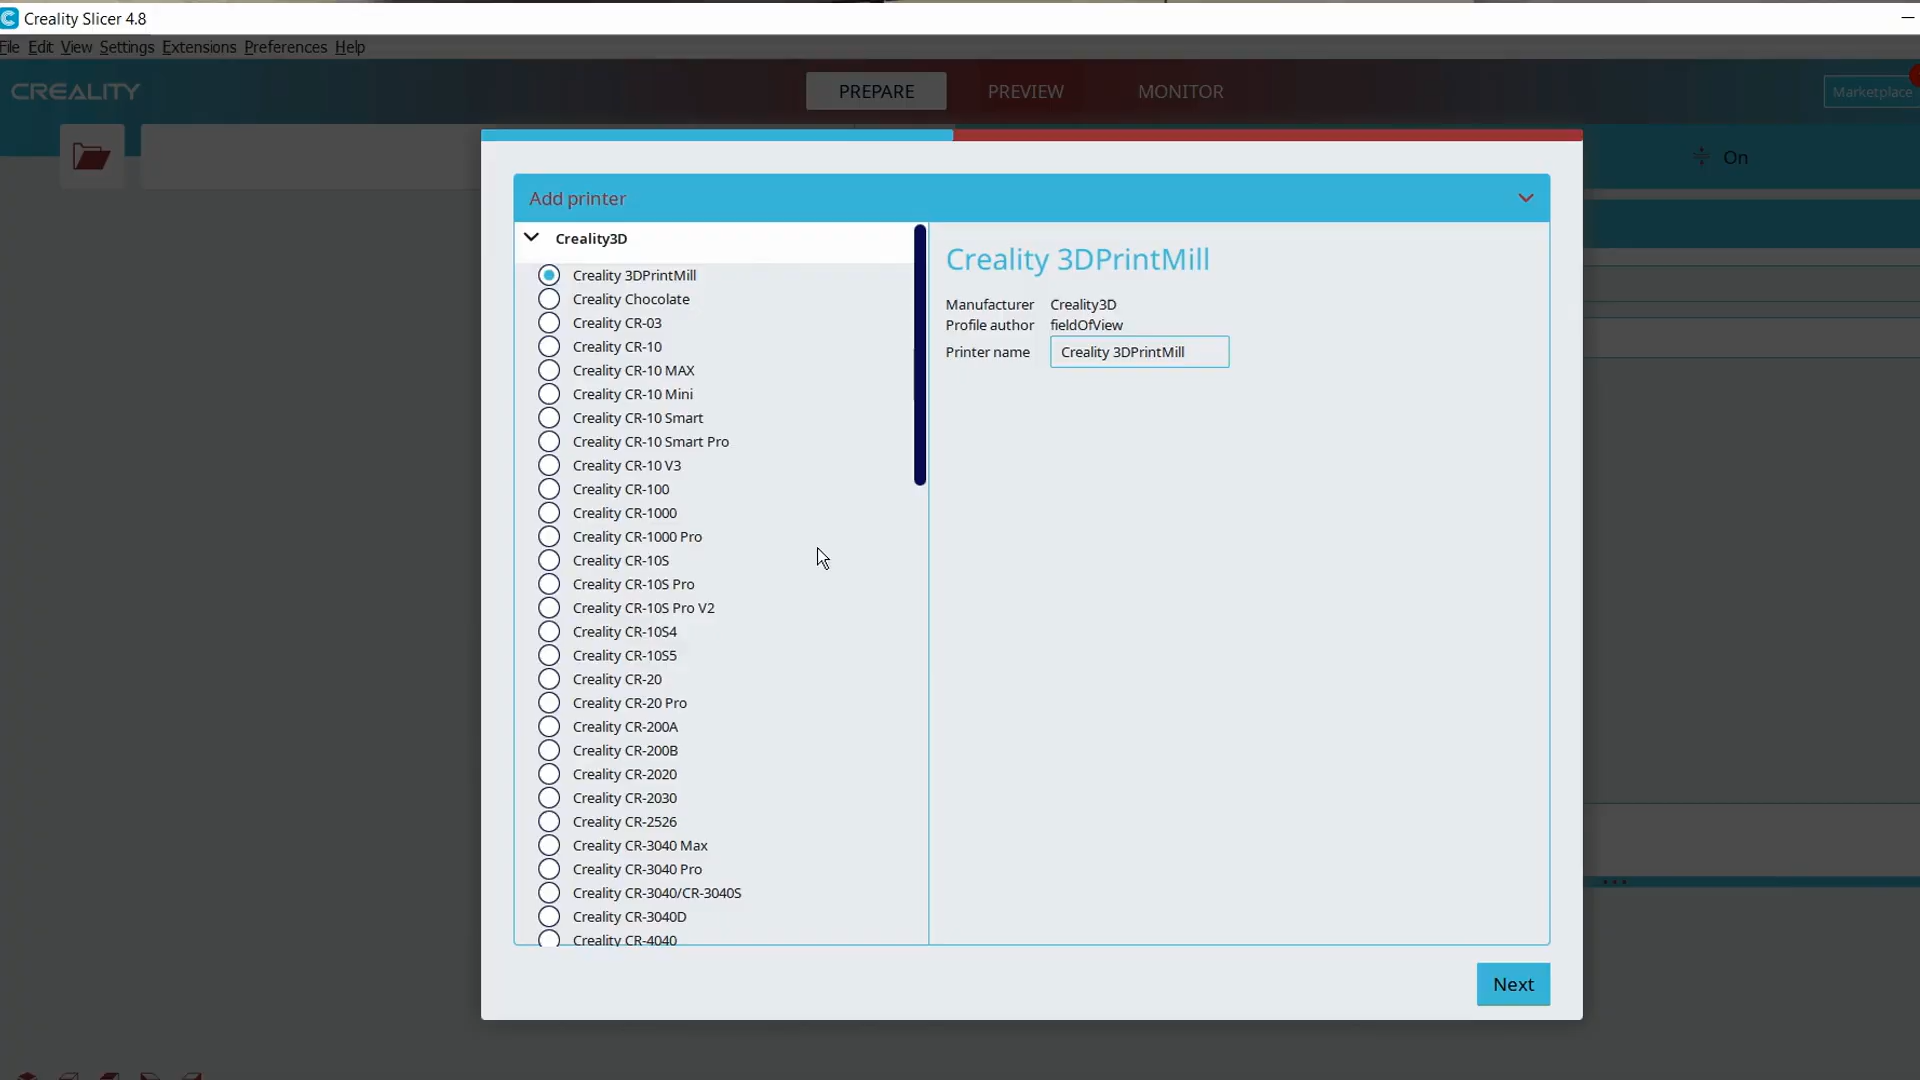 Creality Slicer 4.8
File Edit View Settings Extensions Preferences Help
CREALITY
PREPARE
PREVIEW
MONITOR
Marketplace
On
Add printer
Creality3D
Creality 3DPrintMill
Creality Chocolate
Creality CR-03
Creality CR-10
Creality CR-10 MAX
Creality CR-10 Mini
Creality CR-10 Smart
Creality CR-10 Smart Pro
Creality CR-10 V3
Creality CR-100
Creality CR-1000
Creality CR-1000 Pro
Creality CR-10S
Creality CR-10S Pro
Creality CR-10S Pro V2
Creality CR-10S4
Creality CR-10S5
Creality CR-20
Creality CR-20 Pro
Creality CR-200A
Creality CR-200B
Creality CR-2020
Creality CR-2030
Creality CR-2526
Creality CR-3040 Max
Creality CR-3040 Pro
Creality CR-3040/CR-3040S
Creality CR-3040D
Creality CR-4040
Creality 3DPrintMill
Manufacturer Creality3D
Profile author fieldOfView
Printer name Creality 3DPrintMill
Next